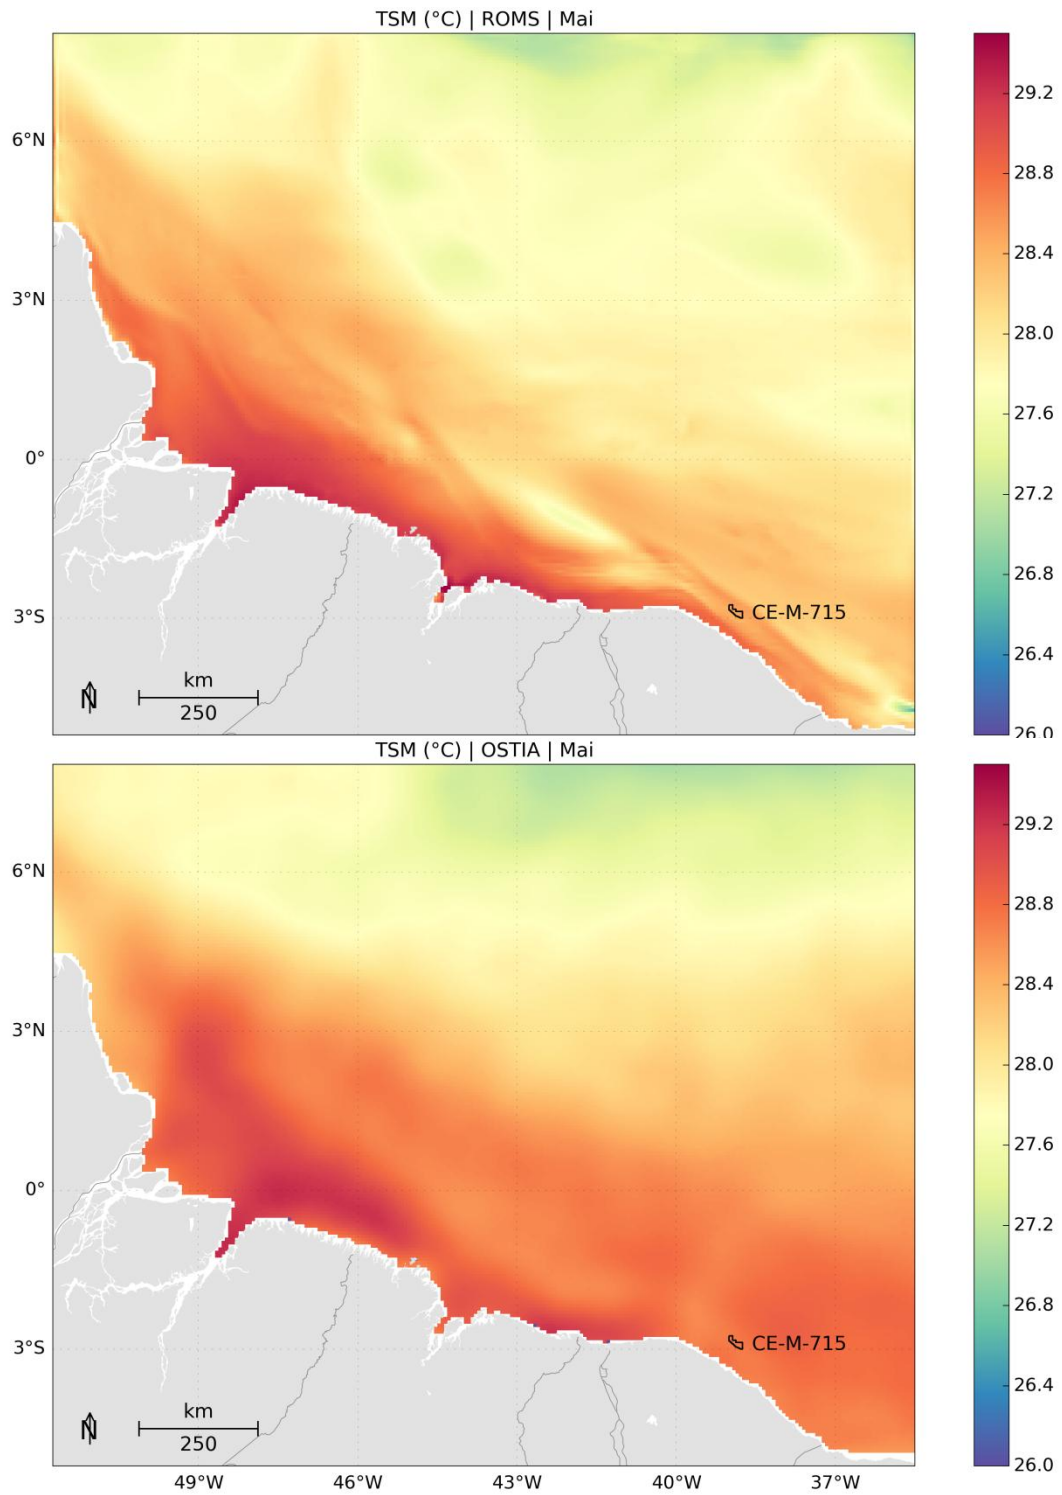 TSM (°C) | ROMS | Mai
29.2
6°N
28.8
28.4
3°N
28.0
27.6
0°
27.2
26.8
3°S
CE-M-715
26.4
km
N
250
26.0
TSM (°C) | OSTIA | Mai
29.2
6°N
28.8
28.4
3°N
28.0
27.6
0°
27.2
26.8
3°S
CE-M-715
26.4
km
N
250
26.0
49°W 46°W 43°W 40°W 37°W